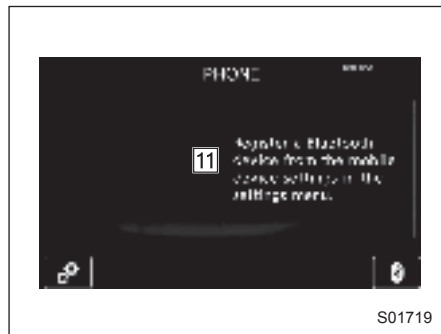 PHONE
11
Register a Bluetooth
device from the mobile
device settings in the
settings menu.
S01719